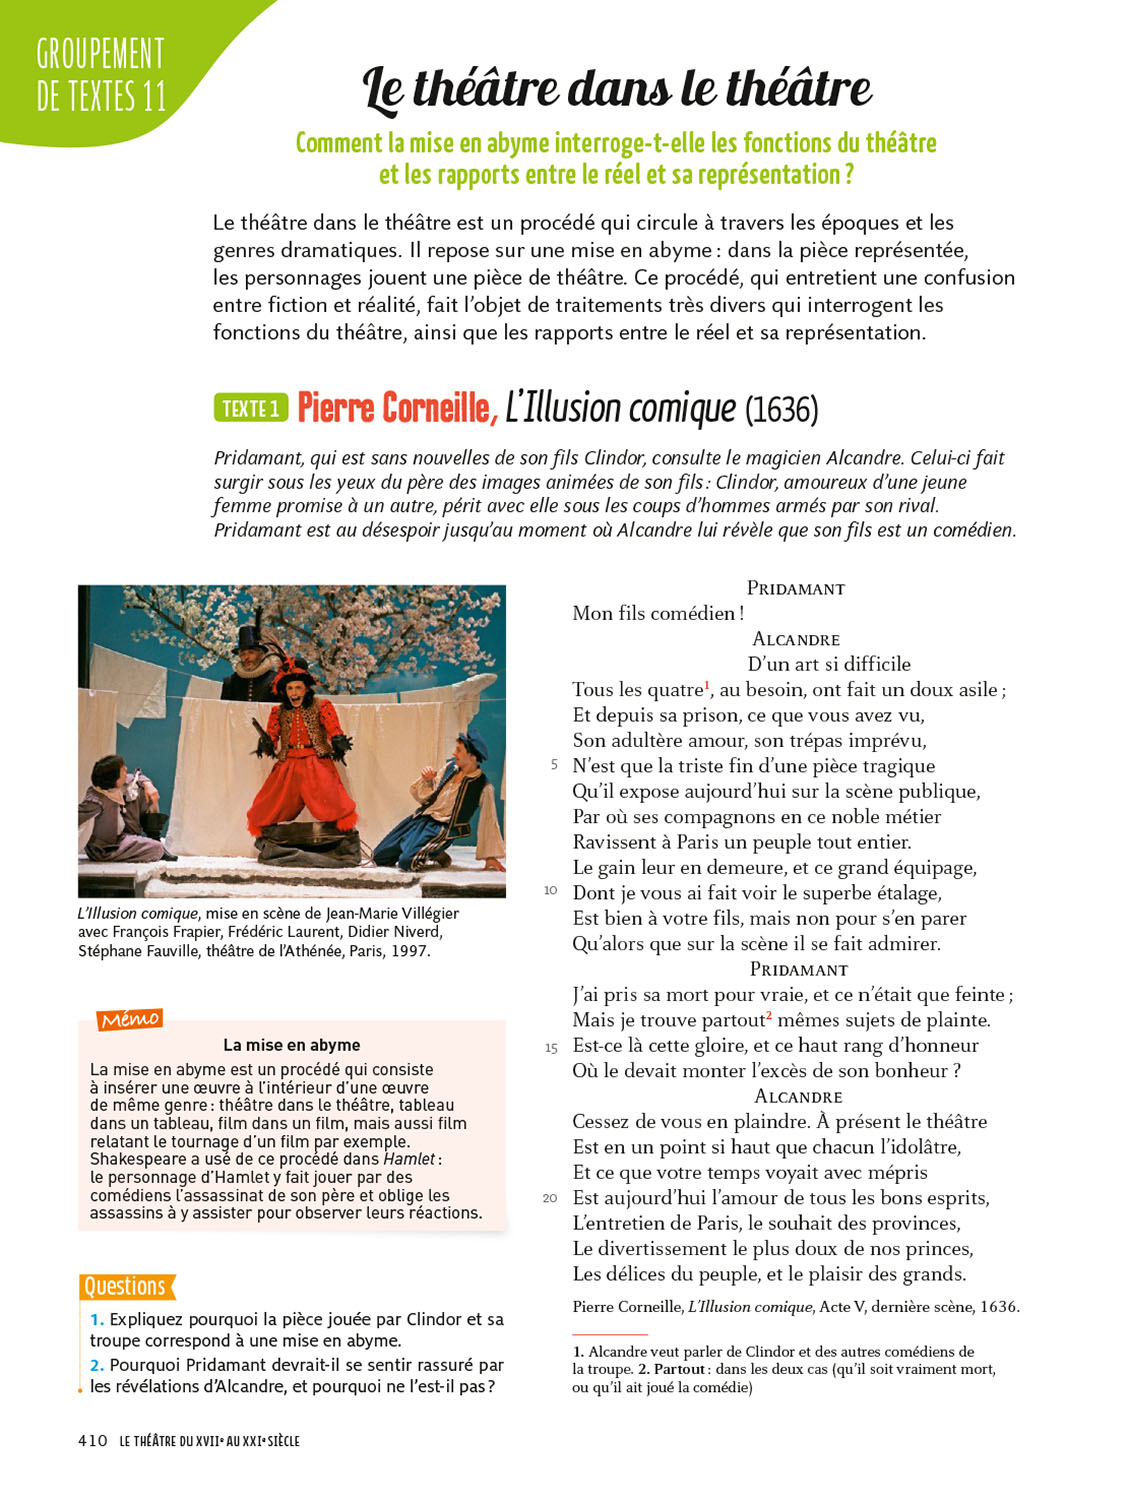 GROUPEMENT
DE TEXTES 11
Le théâtre dans le théâtre
Comment la mise en abyme interroge-t-elle les fonctions du théâtre
et les rapports entre le réel et sa représentation ?
Le théâtre dans le théâtre est un procédé qui circule à travers les époques et les
genres dramatiques. Il repose sur une mise en abyme : dans la pièce représentée,
les personnages jouent une pièce de théâtre. Ce procédé, qui entretient une confusion
entre fiction et réalité, fait l'objet de traitements très divers qui interrogent les
fonctions du théâtre, ainsi que les rapports entre le réel et sa représentation.
TEXTE 1 Pierre Corneille, L'Illusion comique (1636)
Pridamant, qui est sans nouvelles de son fils Clindor, consulte le magicien Alcandre. Celui-ci fait
surgir sous les yeux du père des images animées de son fils : Clindor, amoureux d'une jeune
femme promise à un autre, périt avec elle sous les coups d'hommes armés par son rival.
Pridamant est au désespoir jusqu'au moment où Alcandre lui révèle que son fils est un comédien.
L'Illusion comique, mise en scène de Jean-Marie Villégier
avec François Frapier, Frédéric Laurent, Didier Niverd,
Stéphane Fauville, théâtre de l'Athénée, Paris, 1997.
Mémo
La mise en abyme
La mise en abyme est un procédé qui consiste
à insérer une œuvre à l'intérieur d'une œuvre
de même genre : théâtre dans le théâtre, tableau
dans un tableau, film dans un film, mais aussi film
relatant le tournage d'un film par exemple.
Shakespeare a usé de ce procédé dans Hamlet :
le personnage d'Hamlet y fait jouer par des
comédiens l'assassinat de son père et oblige les
assassins à y assister pour observer leurs réactions.
Questions
1. Expliquez pourquoi la pièce jouée par Clindor et sa
troupe correspond à une mise en abyme.
2. Pourquoi Pridamant devrait-il se sentir rassuré par
les révélations d'Alcandre, et pourquoi ne l'est-il pas ?
PRIDAMANT
Mon fils comédien !
ALCANDRE
D'un art si difficile
Tous les quatre1, au besoin, ont fait un doux asile ;
Et depuis sa prison, ce que vous avez vu,
Son adultère amour, son trépas imprévu,
5 N'est que la triste fin d'une pièce tragique
Qu'il expose aujourd'hui sur la scène publique,
Par où ses compagnons en ce noble métier
Ravissent à Paris un peuple tout entier.
Le gain leur en demeure, et ce grand équipage,
10 Dont je vous ai fait voir le superbe étalage,
Est bien à votre fils, mais non pour s'en parer
Qu'alors que sur la scène il se fait admirer.
PRIDAMANT
J'ai pris sa mort pour vraie, et ce n'était que feinte ;
Mais je trouve partout2 mêmes sujets de plainte.
15 Est-ce là cette gloire, et ce haut rang d'honneur
Où le devait monter l'excès de son bonheur ?
ALCANDRE
Cessez de vous en plaindre. À présent le théâtre
Est en un point si haut que chacun l'idolâtre,
Et ce que votre temps voyait avec mépris
20 Est aujourd'hui l'amour de tous les bons esprits,
L'entretien de Paris, le souhait des provinces,
Le divertissement le plus doux de nos princes,
Les délices du peuple, et le plaisir des grands.
Pierre Corneille, L'Illusion comique, Acte V, dernière scène, 1636.
1. Alcandre veut parler de Clindor et des autres comédiens de
la troupe. 2. Partout : dans les deux cas (qu'il soit vraiment mort,
ou qu'il ait joué la comédie)
410 LE THÉÂTRE DU XVIIe AU XXIe SIÈCLE